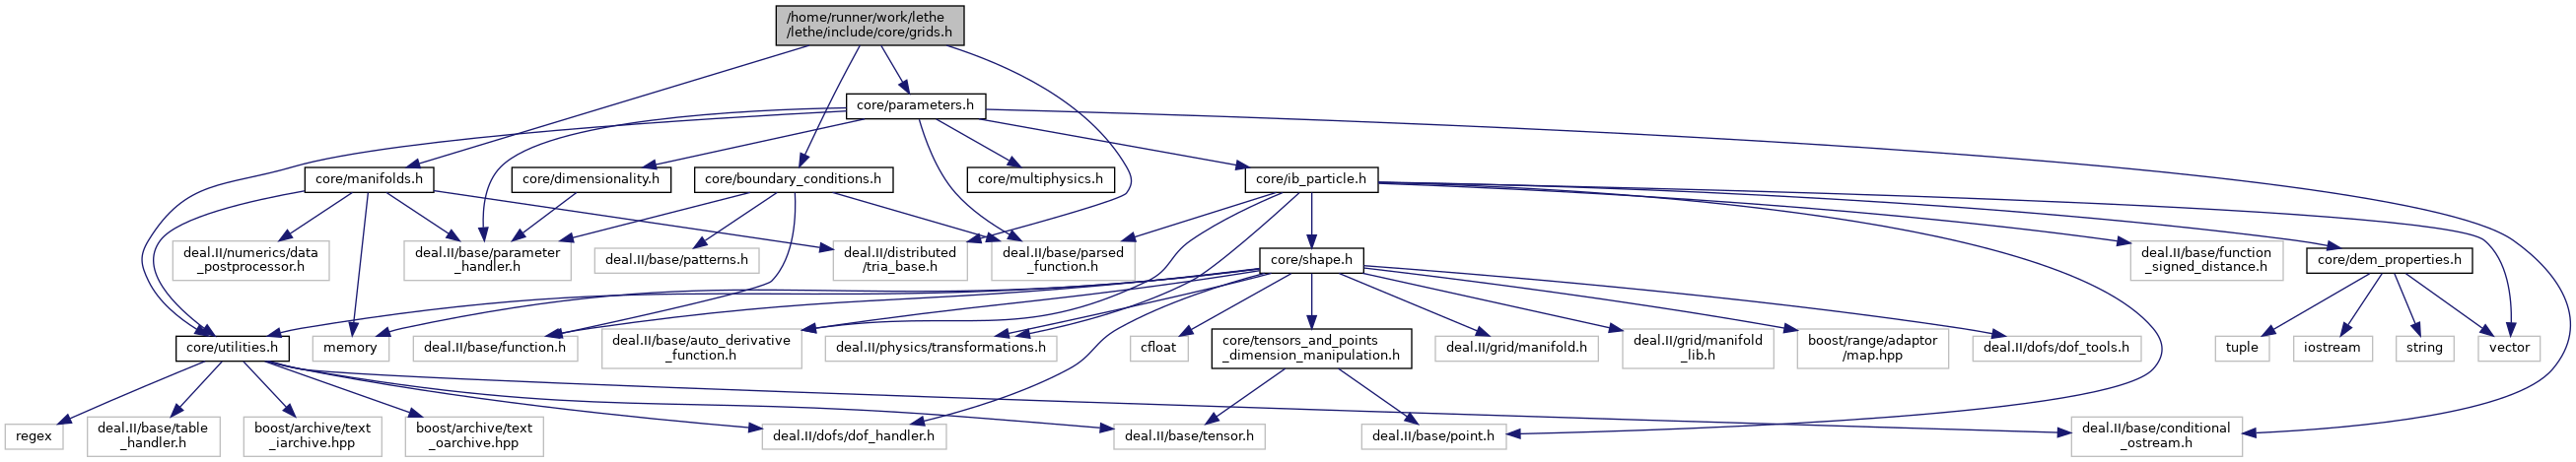 /home/runner/work/lethe
/lethe/include/core/grids.h
core/parameters.h
core/manifolds.h
core/dimensionality.h
core/boundary_conditions.h
core/multiphysics.h
core/ib_particle.h
deal.II/numerics/data
_postprocessor.h
deal.II/base/parameter
_handler.h
deal.II/base/patterns.h
deal.II/distributed
/tria_base.h
deal.II/base/parsed
_function.h
core/shape.h
deal.II/base/function
_signed_distance.h
core/dem_properties.h
core/utilities.h
memory
deal.II/base/function.h
deal.II/base/auto_derivative
_function.h
deal.II/physics/transformations.h
cfloat
core/tensors_and_points
_dimension_manipulation.h
deal.II/grid/manifold.h
deal.II/grid/manifold
_lib.h
boost/range/adaptor
/map.hpp
deal.II/dofs/dof_tools.h
tuple
iostream
string
vector
regex
deal.II/base/table
_handler.h
boost/archive/text
_iarchive.hpp
boost/archive/text
_oarchive.hpp
deal.II/dofs/dof_handler.h
deal.II/base/tensor.h
deal.II/base/point.h
deal.II/base/conditional
_ostream.h